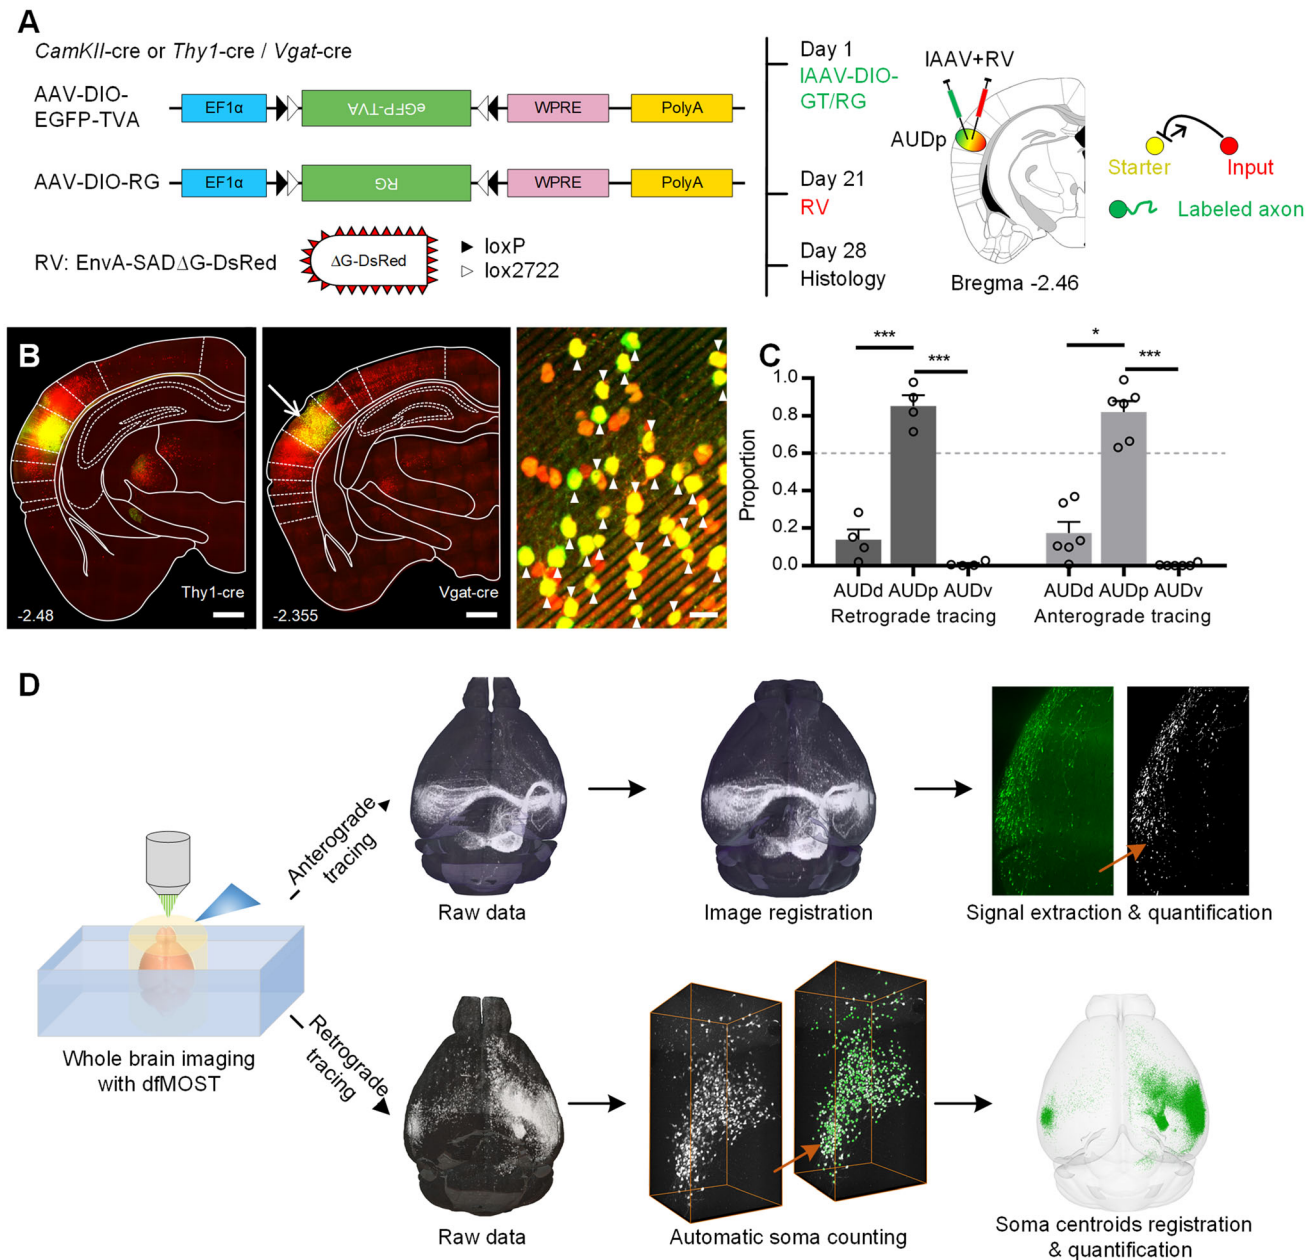 A
CamKII-cre or Thy1-cre / Vgat-cre
AAV-DIO-
EGFP-TVA
EF1α
eGFP-TVA
WPRE
PolyA
AAV-DIO-RG
EF1α
RG
WPRE
PolyA
RV: EnvA-SADΔG-DsRed
ΔG-DsRed
loxP
lox2722
Day 1
IAAV-DIO-
GT/RG
Day 21
RV
Day 28
Histology
IAAV+RV
AUDp
Bregma -2.46
Starter
Input
Labeled axon
B
-2.48
Thy1-cre
-2.355
Vgat-cre
C
***
***
*
***
Proportion
1.0
0.8
0.6
0.4
0.2
0.0
AUDd AUDp AUDv
Retrograde tracing
AUDd AUDp AUDv
Anterograde tracing
D
Whole brain imaging
with dfMOST
Anterograde
tracing
Raw data
Image registration
Signal extraction & quantification
Retrograde
tracing
Raw data
Automatic soma counting
Soma centroids registration
& quantification